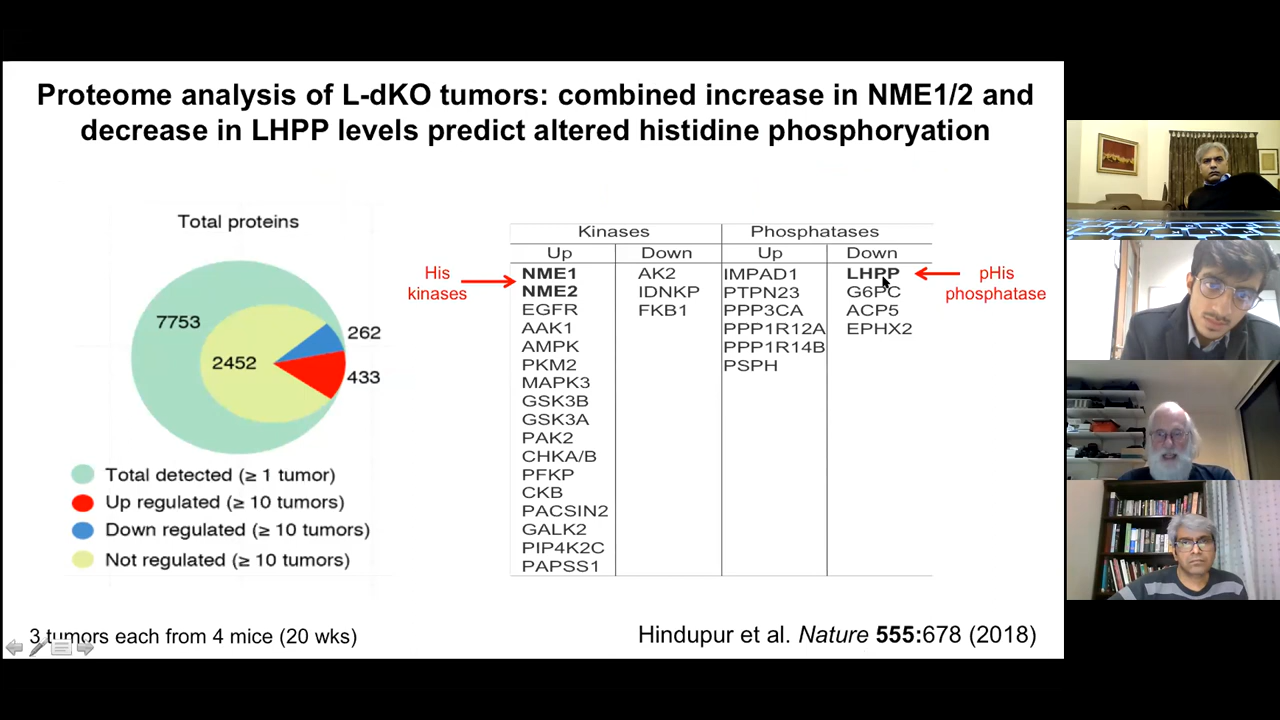 Proteome analysis of L-dKO tumors: combined increase in NME1/2 and
decrease in LHPP levels predict altered histidine phosphoryation
Total proteins
7753
2452
262
433
Total detected (≥ 1 tumor)
Up regulated (≥ 10 tumors)
Down regulated (≥ 10 tumors)
Not regulated (≥ 10 tumors)
His
kinases
Kinases Phosphatases
Up Down Up Down
NME1 AK2 IMPAD1 LHPP
NME2 IDNKP PTPN23 G6PC
EGFR FKB1 PPP3CA ACP5
AAK1 PPP1R12A EPHX2
AMPK PPP1R14B
PKM2 PSPH
MAPK3
GSK3B
GSK3A
PAK2
CHKA/B
PFKP
CKB
PACSIN2
GALK2
PIP4K2C
PAPSS1
pHis
phosphatase
3 tumors each from 4 mice (20 wks)
Hindupur et al. Nature 555:678 (2018)